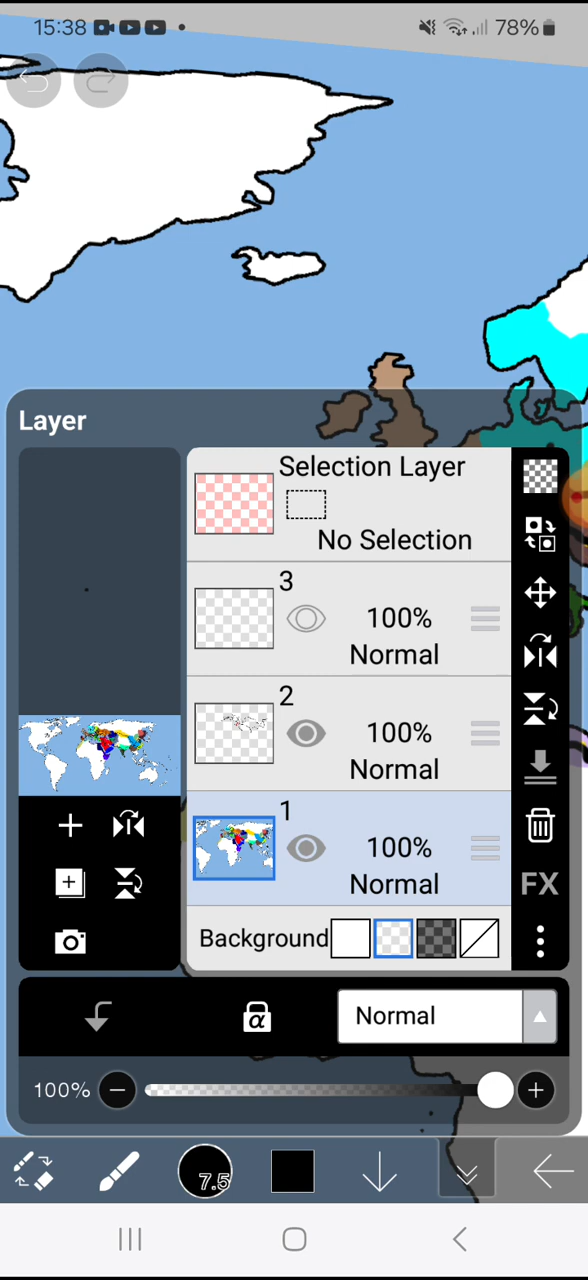 15:38
78%
Layer
Selection Layer
No Selection
3
100%
Normal
2
100%
Normal
1
100%
Normal
FX
Background
α
Normal
100%
7.5